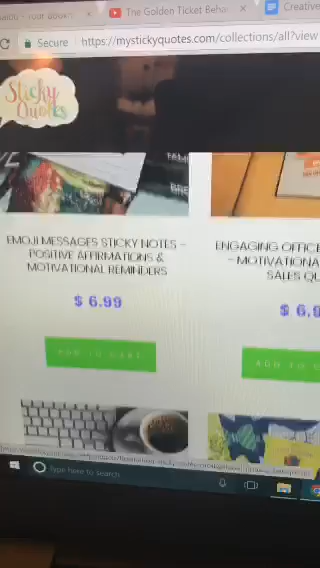 The Golden Ticket Beha
Creative
Secure https://mystickyquotes.com/collections/all?view
Sticky
Quotes
EMOJI MESSAGES STICKY NOTES -
POSITIVE AFFIRMATIONS &
MOTIVATIONAL REMINDERS
$ 6.99
ADD TO CART
ENGAGING OFFICE
- MOTIVATIONA
SALES QU
$ 6.9
ADD TO C
Type here to search